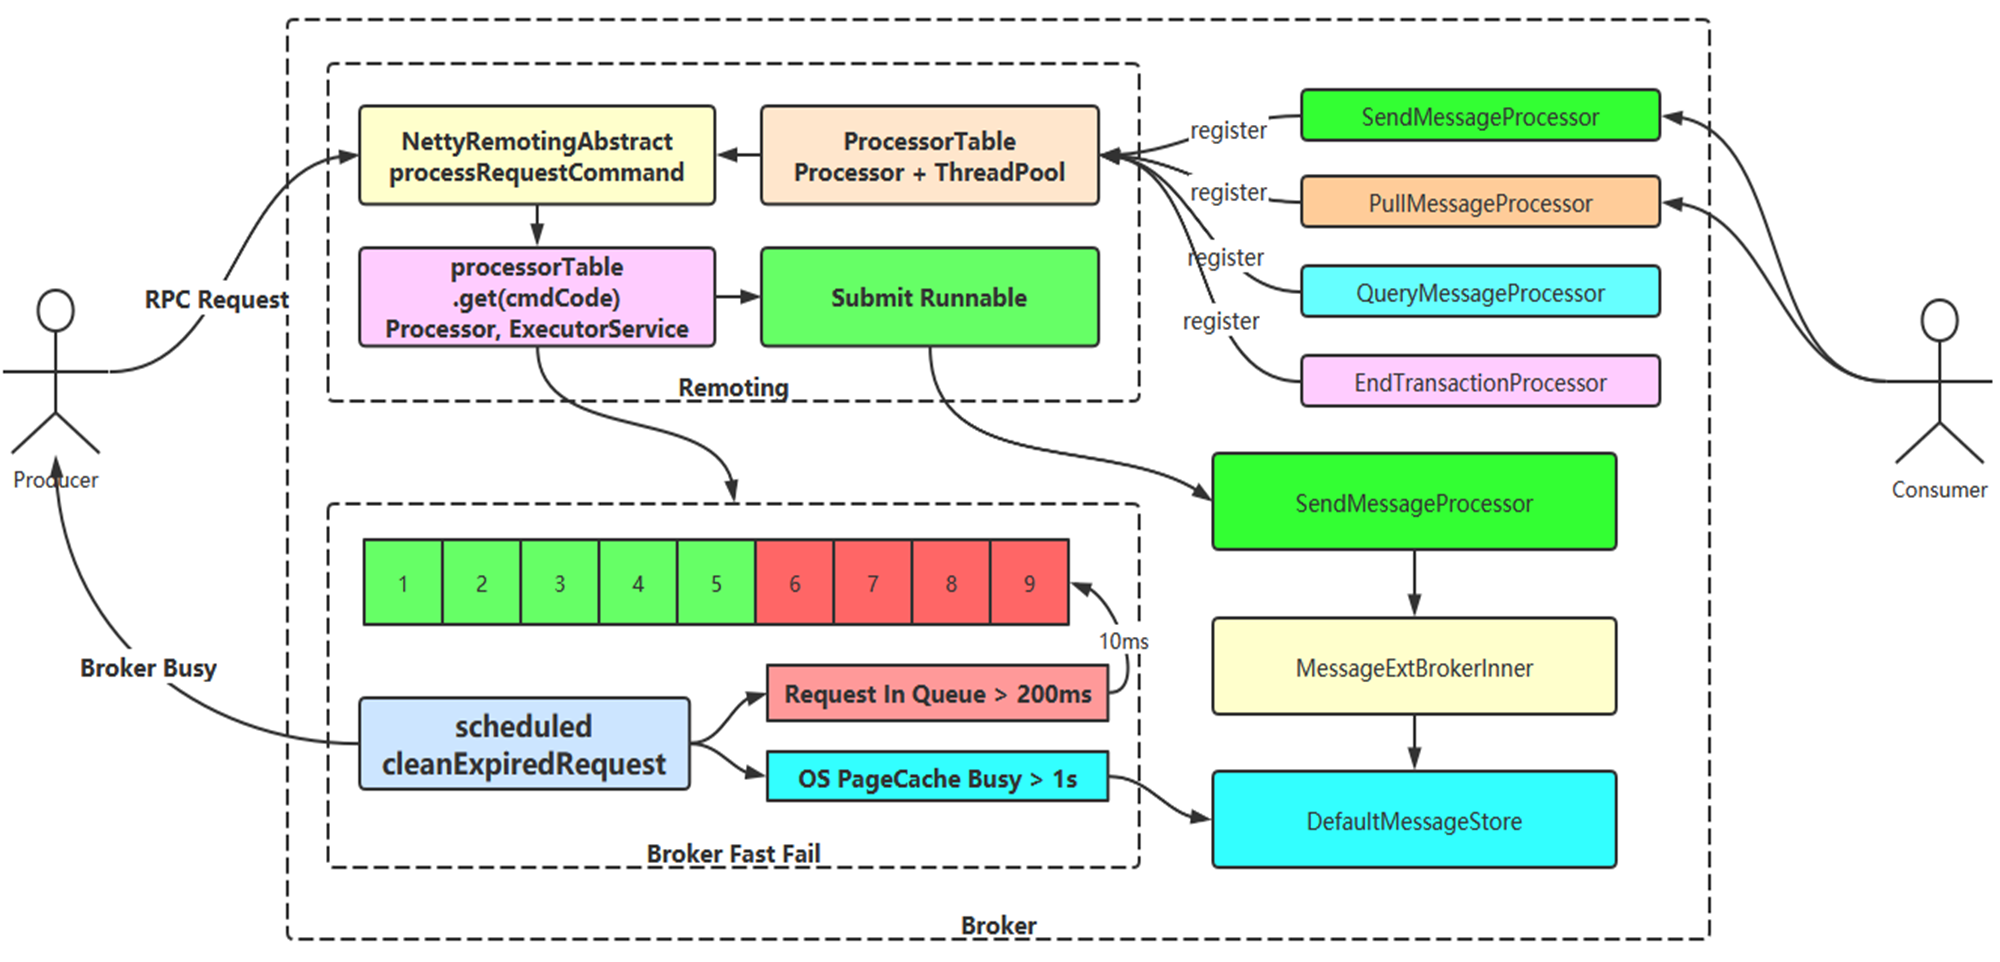 NettyRemotingAbstract
processRequestCommand
ProcessorTable
Processor + ThreadPool
register
SendMessageProcessor
register
PullMessageProcessor
register
QueryMessageProcessor
register
EndTransactionProcessor
processorTable
.get(cmdCode)
Processor, ExecutorService
Submit Runnable
Remoting
RPC Request
Producer
Consumer
SendMessageProcessor
1 2 3 4 5 6 7 8 9
10ms
MessageExtBrokerInner
Broker Busy
Request In Queue > 200ms
scheduled
cleanExpiredRequest
OS PageCache Busy > 1s
DefaultMessageStore
Broker Fast Fail
Broker